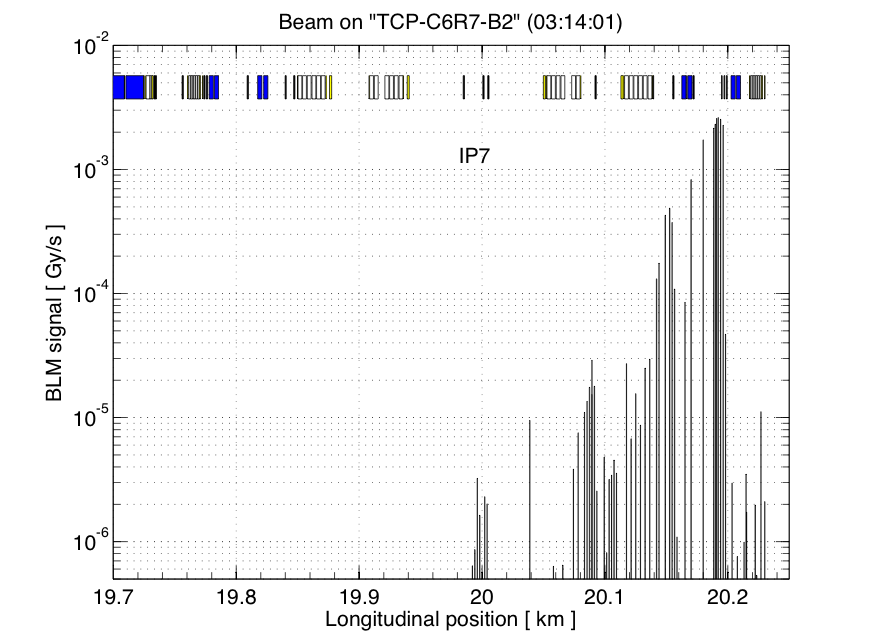 Beam on "TCP-C6R7-B2" (03:14:01)
10-2
10-3
10-4
10-5
10-6
BLM signal [ Gy/s ]
IP7
19.7 19.8 19.9 20 20.1 20.2
Longitudinal position [ km ]